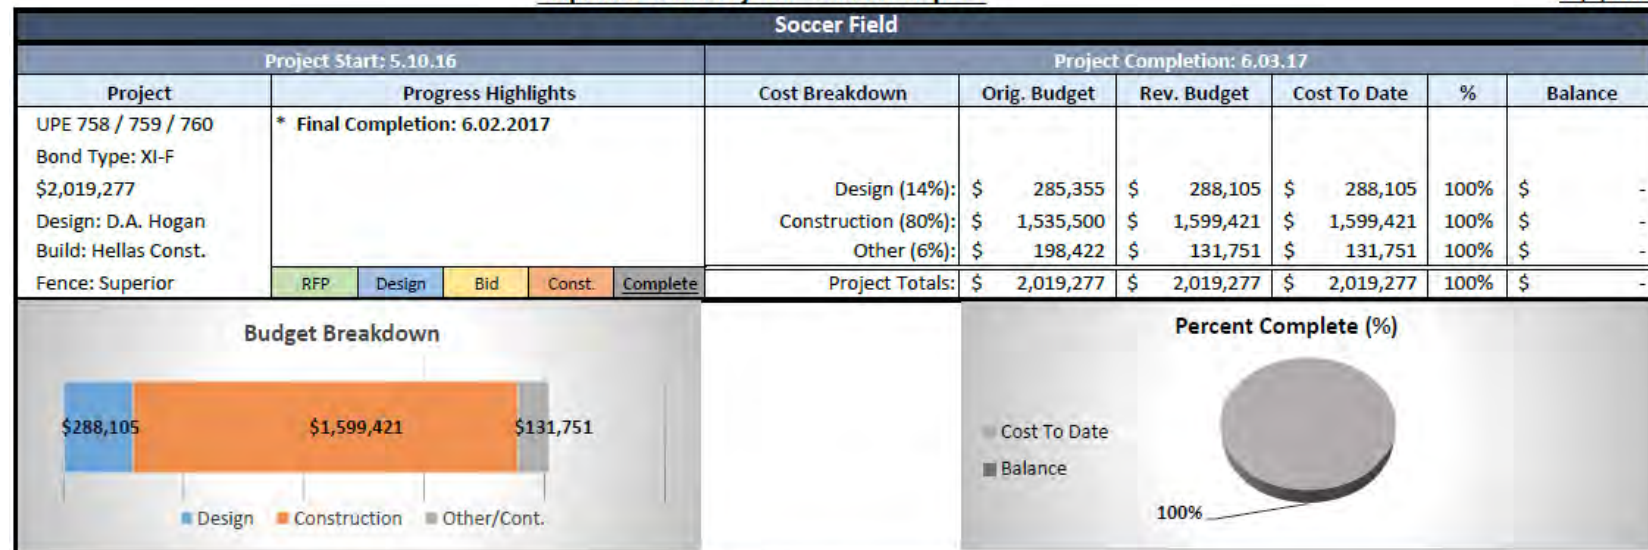 Soccer Field
Project Start: 5.10.16 Project Completion: 6.03.17
Project Progress Highlights Cost Breakdown Orig. Budget Rev. Budget Cost To Date % Balance
UPE 758 / 759 / 760 * Final Completion: 6.02.2017
Bond Type: XI-F
$2,019,277 Design (14%): $ 285,355 $ 288,105 $ 288,105 100% $ -
Design: D.A. Hogan Construction (80%): $ 1,535,500 $ 1,599,421 $ 1,599,421 100% $ -
Build: Hellas Const. Other (6%): $ 198,422 $ 131,751 $ 131,751 100% $ -
Fence: Superior RFP Design Bid Const. Complete Project Totals: $ 2,019,277 $ 2,019,277 $ 2,019,277 100% $ -
Budget Breakdown
$288,105 $1,599,421 $131,751
Design Construction Other/Cont.
Percent Complete (%)
Cost To Date
Balance
100%